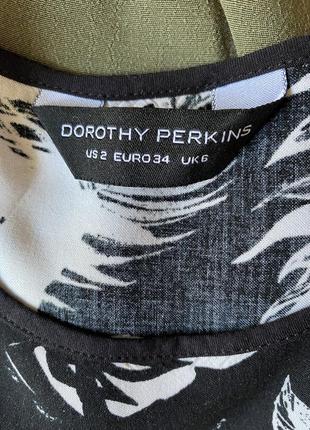 DOROTHY PERKINS
US 2 EURO 34 UK 6